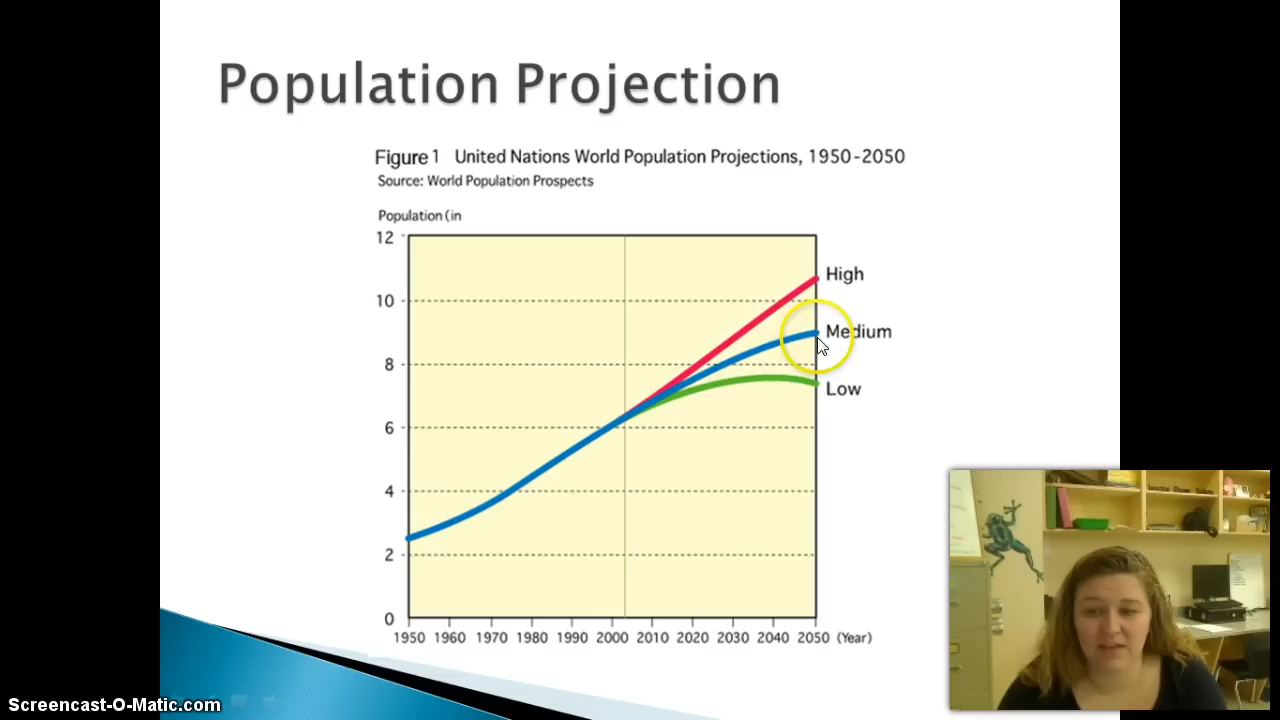 Population Projection
Figure 1 United Nations World Population Projections, 1950-2050
Source: World Population Prospects
Population (in
12
10
8
6
4
2
0
High
Medium
Low
1950 1960 1970 1980 1990 2000 2010 2020 2030 2040 2050 (Year)
Screencast-O-Matic.com